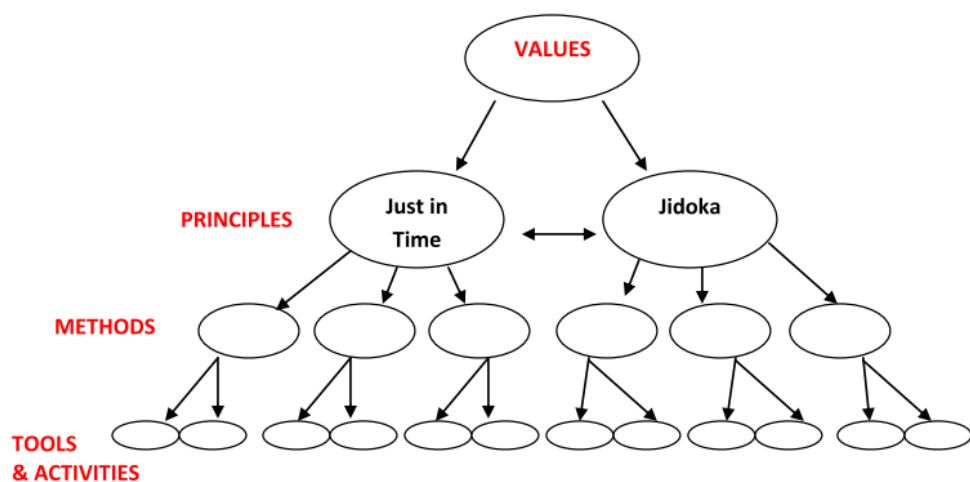 VALUES
PRINCIPLES
Just in
Time
Jidoka
METHODS
TOOLS
& ACTIVITIES